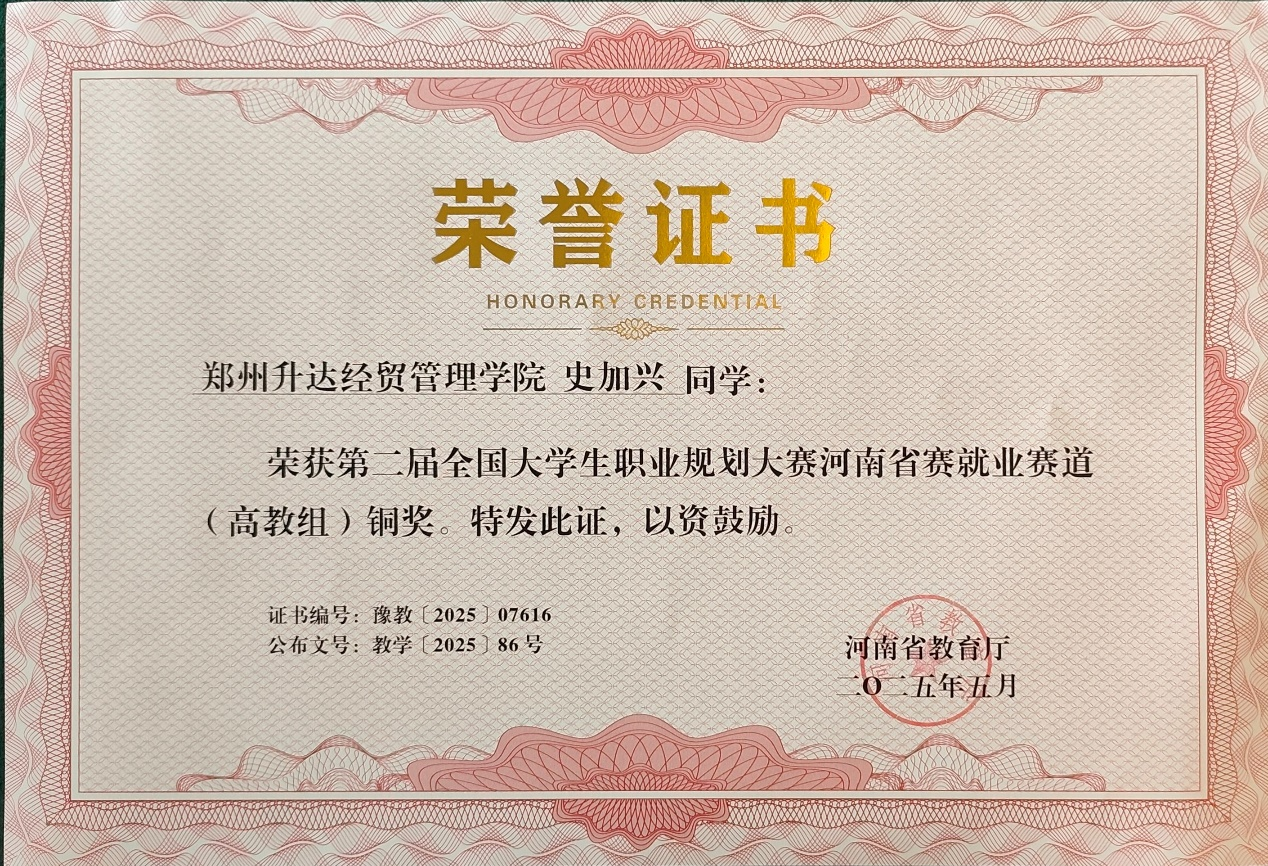 荣誉证书
HONORARY CREDENTIAL
郑州升达经贸管理学院 史加兴 同学：
荣获第二届全国大学生职业规划大赛河南省赛就业赛道
（高教组）铜奖。特发此证，以资鼓励。
证书编号：豫教〔2025〕07616
公布文号：教学〔2025〕86号
河南省教育厅
二〇二五年五月